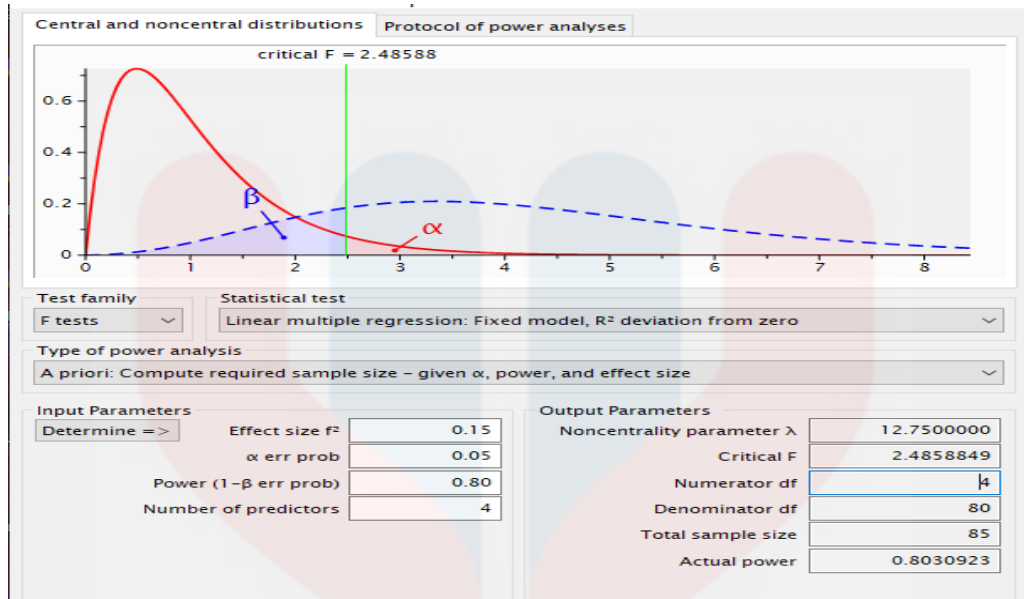 Central and noncentral distributions Protocol of power analyses
critical F = 2.48588
0.6
0.4
0.2
0
β
α
0 1 2 3 4 5 6 7 8
Test family Statistical test
F tests Linear multiple regression: Fixed model, R² deviation from zero
Type of power analysis
A priori: Compute required sample size – given α, power, and effect size
Input Parameters Output Parameters
Determine => Effect size f² 0.15 Noncentrality parameter λ 12.7500000
α err prob 0.05 Critical F 2.4858849
Power (1-β err prob) 0.80 Numerator df 4
Number of predictors 4 Denominator df 80
Total sample size 85
Actual power 0.8030923